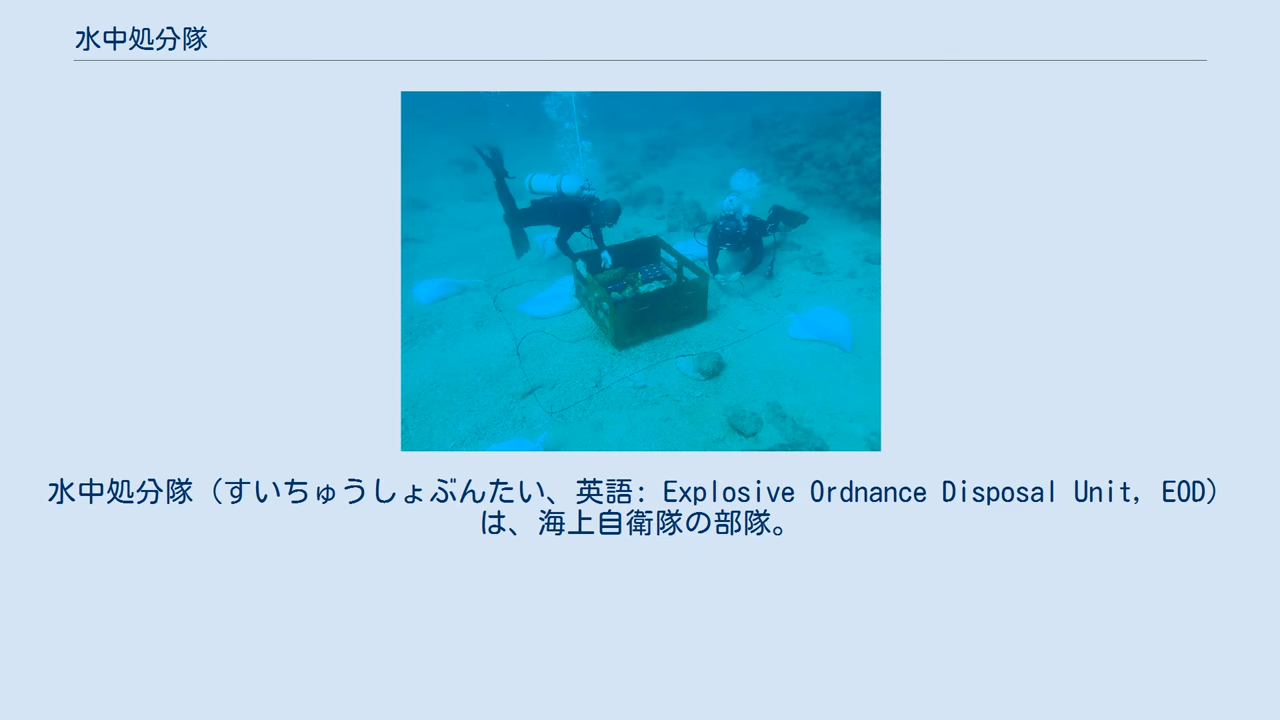 水中処分隊
水中処分隊（すいちゅうしょぶんたい、英語: Explosive Ordnance Disposal Unit, EOD）
は、海上自衛隊の部隊。